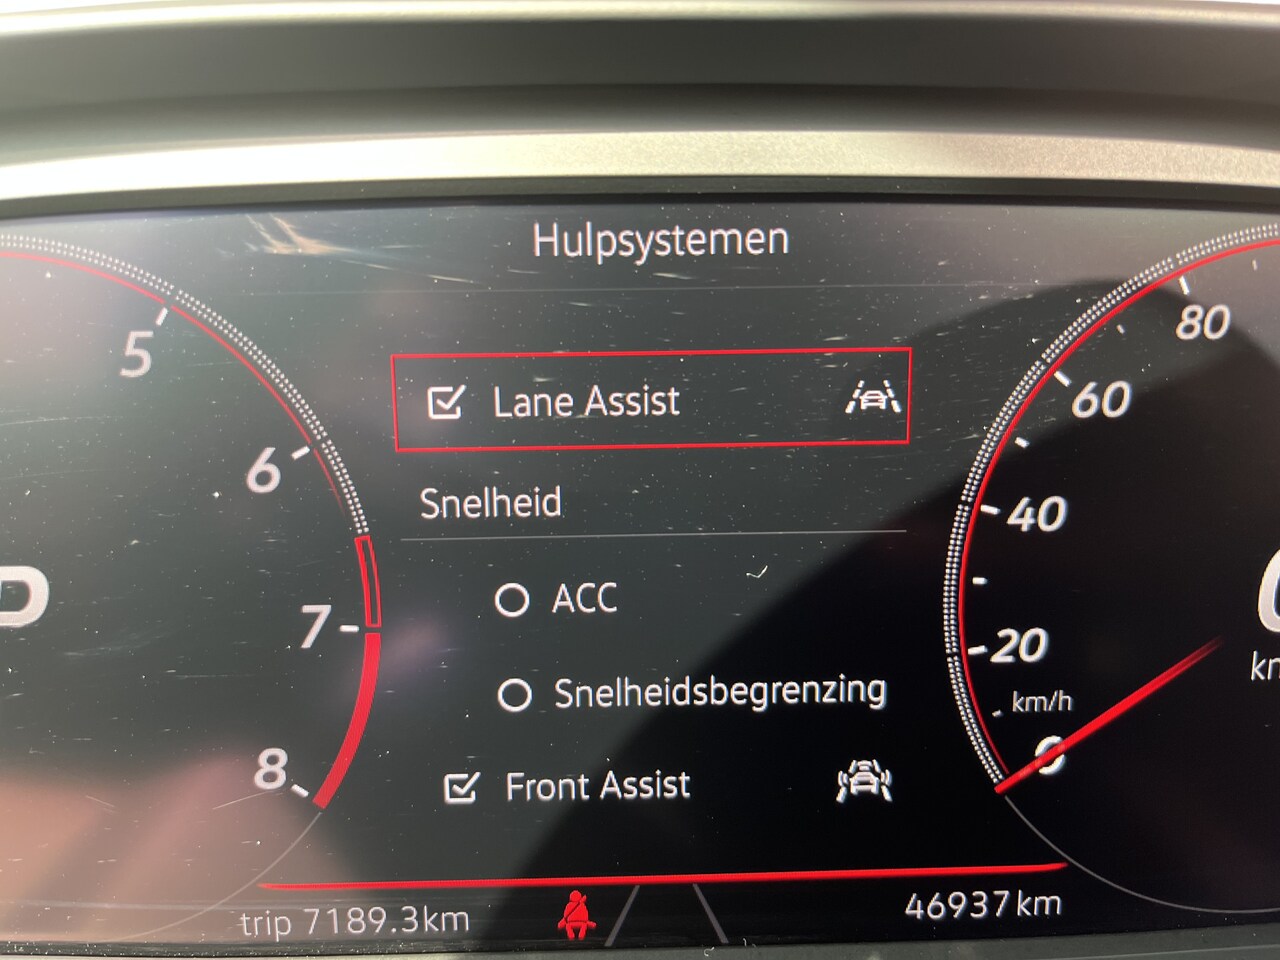 Hulpsystemen
5
6
7
8
P
Lane Assist
Snelheid
ACC
Snelheidsbegrenzing
Front Assist
80
60
40
20
km/h
0
trip 7189.3km
46937km